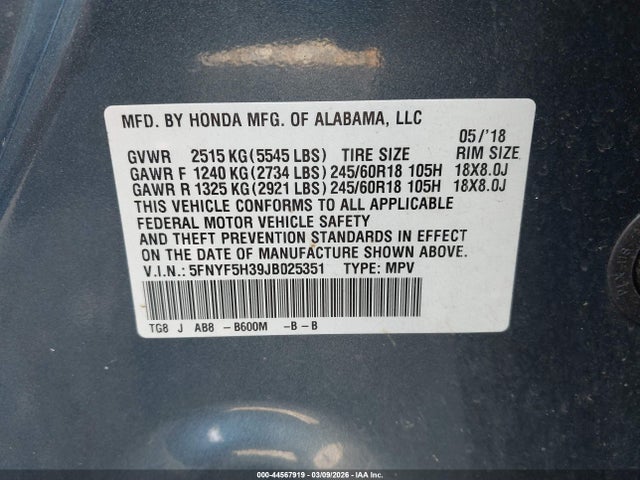 MFD. BY HONDA MFG. OF ALABAMA, LLC
05/'18
GVWR 2515 KG (5545 LBS) TIRE SIZE RIM SIZE
GAWR F 1240 KG (2734 LBS) 245/60R18 105H 18X8.0J
GAWR R 1325 KG (2921 LBS) 245/60R18 105H 18X8.0J
THIS VEHICLE CONFORMS TO ALL APPLICABLE
FEDERAL MOTOR VEHICLE SAFETY
AND THEFT PREVENTION STANDARDS IN EFFECT
ON THE DATE OF MANUFACTURE SHOWN ABOVE.
V.I.N.: 5FNYF5H39JB025351 TYPE: MPV
TG8 J AB8 -B600M -B-B
000-44567919 | 03/09/2026 | IAA Inc.